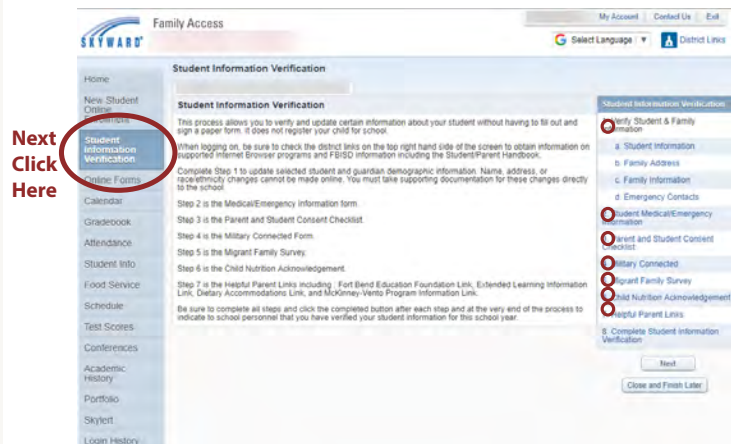 Family Access
SKYWARD
My Account
Contact Us
Exit
Select Language
District Links
Next
Click
Here
Home
New Student
Online
Enrollment
Student
Information
Verification
Online Forms
Calendar
Gradebook
Attendance
Student Info
Food Service
Schedule
Test Scores
Conferences
Academic
History
Portfolio
Skylert
Login History
Student Information Verification
Student Information Verification
This process allows you to verify and update certain information about your student without having to fill out and
sign a paper form. It does not register your child for school.
When logging on, be sure to check the district links on the top right hand side of the screen to obtain information on
supported Internet Browser programs and FBISD information including the Student/Parent Handbook.
Complete Step 1 to update selected student and guardian demographic information. Name, address, or
race/ethnicity changes cannot be made online. You must take supporting documentation for these changes directly
to the school.
Step 2 is the Medical/Emergency Information form.
Step 3 is the Parent and Student Consent Checklist.
Step 4 is the Military Connected Form.
Step 5 is the Migrant Family Survey.
Step 6 is the Child Nutrition Acknowledgement.
Step 7 is the Helpful Parent Links including : Fort Bend Education Foundation Link, Extended Learning Information
Link, Dietary Accommodations Link, and McKinney-Vento Program Information Link.
Be sure to complete all steps and click the completed button after each step and at the very end of the process to
indicate to school personnel that you have verified your student information for this school year.
Student Information Verification
Verify Student & Family
Information
a. Student Information
b. Family Address
c. Family Information
d. Emergency Contacts
Student Medical/Emergency
Information
Parent and Student Consent
Checklist
Military Connected
Migrant Family Survey
Child Nutrition Acknowledgement
Helpful Parent Links
8. Complete Student Information
Verification
Next
Close and Finish Later